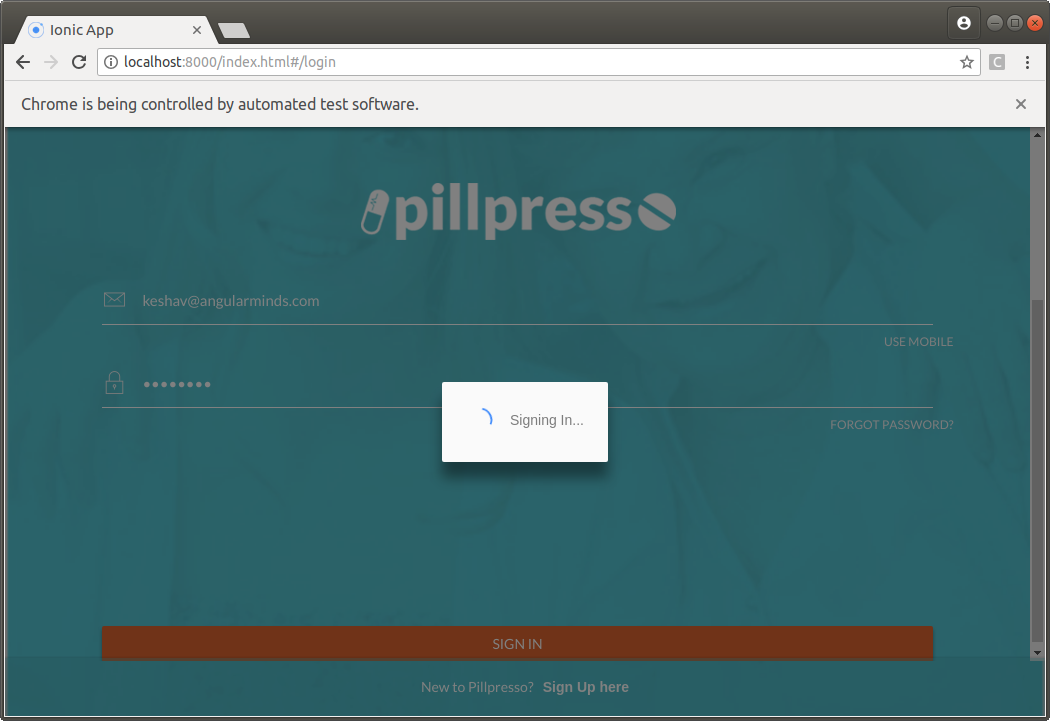 Ionic App
localhost:8000/index.html#/login
C
Chrome is being controlled by automated test software.
pillpresso
keshav@angularminds.com
USE MOBILE
••••••••
FORGOT PASSWORD?
Signing In...
SIGN IN
New to Pillpresso? Sign Up here